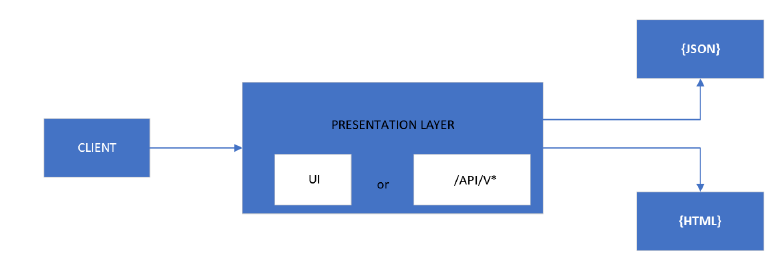 {JSON}
PRESENTATION LAYER
CLIENT
UI
or
/API/V*
{HTML}